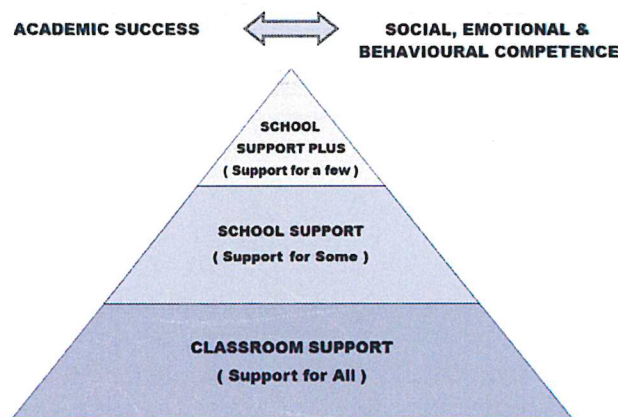 ACADEMIC SUCCESS
SOCIAL, EMOTIONAL &
BEHAVIOURAL COMPETENCE
SCHOOL
SUPPORT PLUS
( Support for a few )
SCHOOL SUPPORT
( Support for Some )
CLASSROOM SUPPORT
( Support for All )